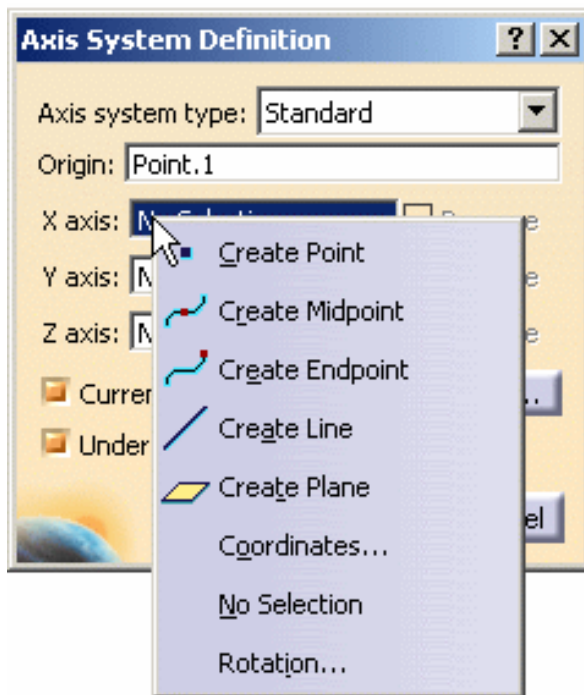 Axis System Definition
Axis system type: Standard
Origin: Point.1
X axis:
Y axis:
Z axis:
Under
Create Point
Create Midpoint
Create Endpoint
Create Line
Create Plane
Coordinates...
No Selection
Rotation...